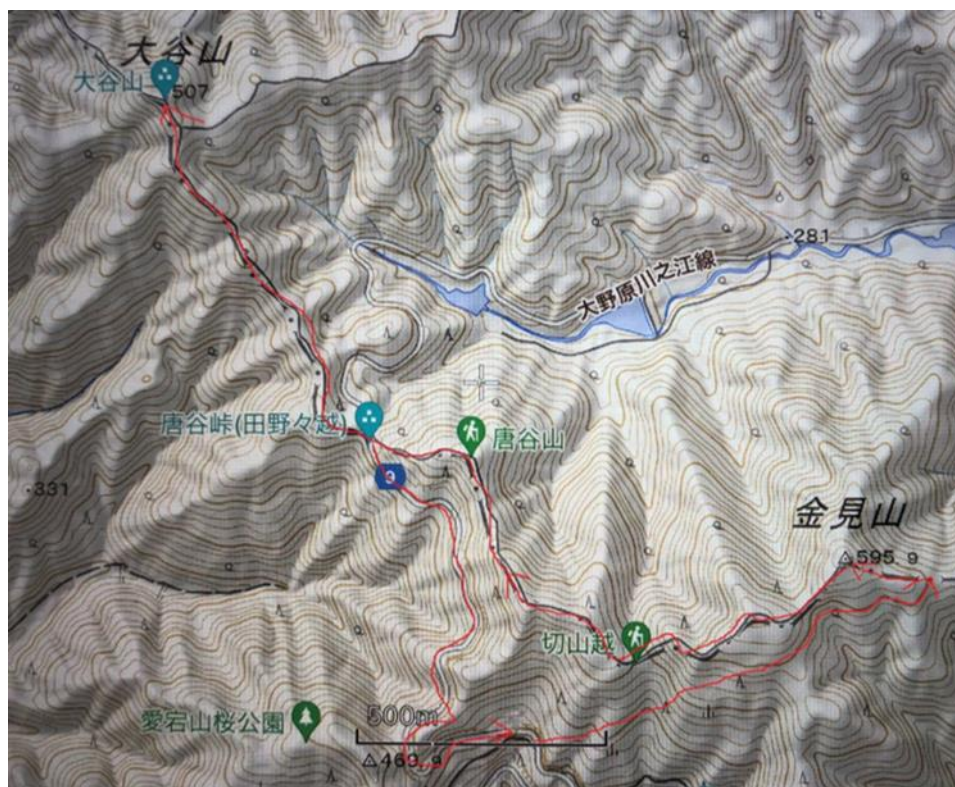 大谷山
大谷山
507
281
大野原川之江線
唐谷峠(田野々越)
唐谷山
9
331
金見山
595 9
切山越
愛宕山桜公園
500m
469 9